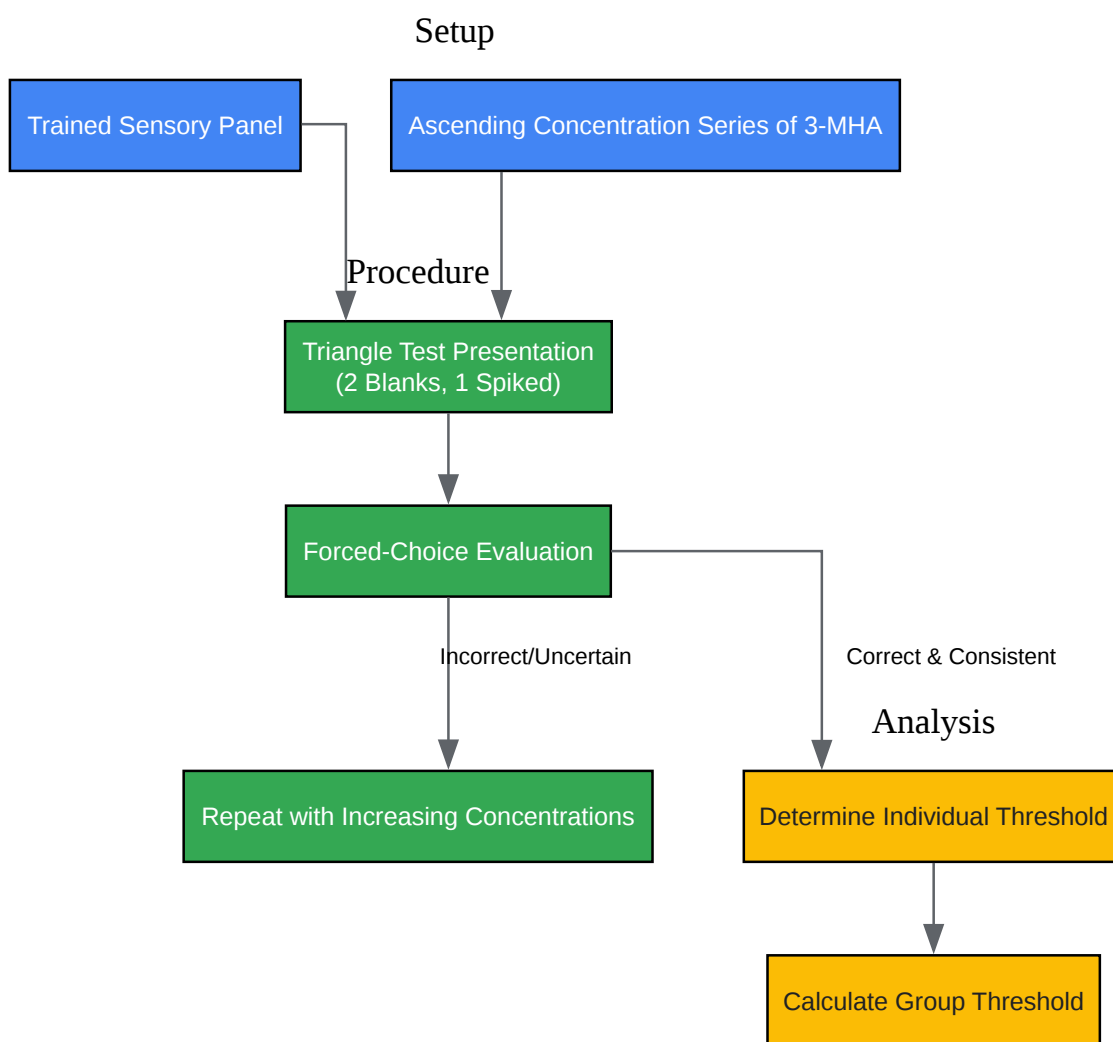 Setup
Trained Sensory Panel
Ascending Concentration Series of 3-MHA
Procedure
Triangle Test Presentation
(2 Blanks, 1 Spiked)
Forced-Choice Evaluation
Incorrect/Uncertain
Correct & Consistent
Analysis
Repeat with Increasing Concentrations
Determine Individual Threshold
Calculate Group Threshold